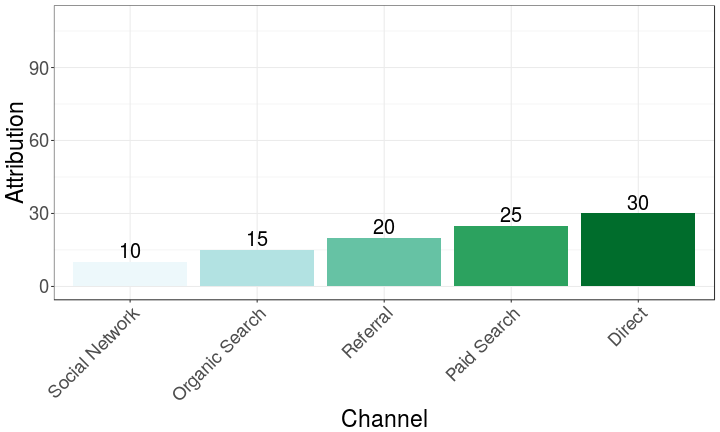 Attribution
90
60
30
0
10
15
20
25
30
Social Network
Organic Search
Referral
Paid Search
Direct
Channel